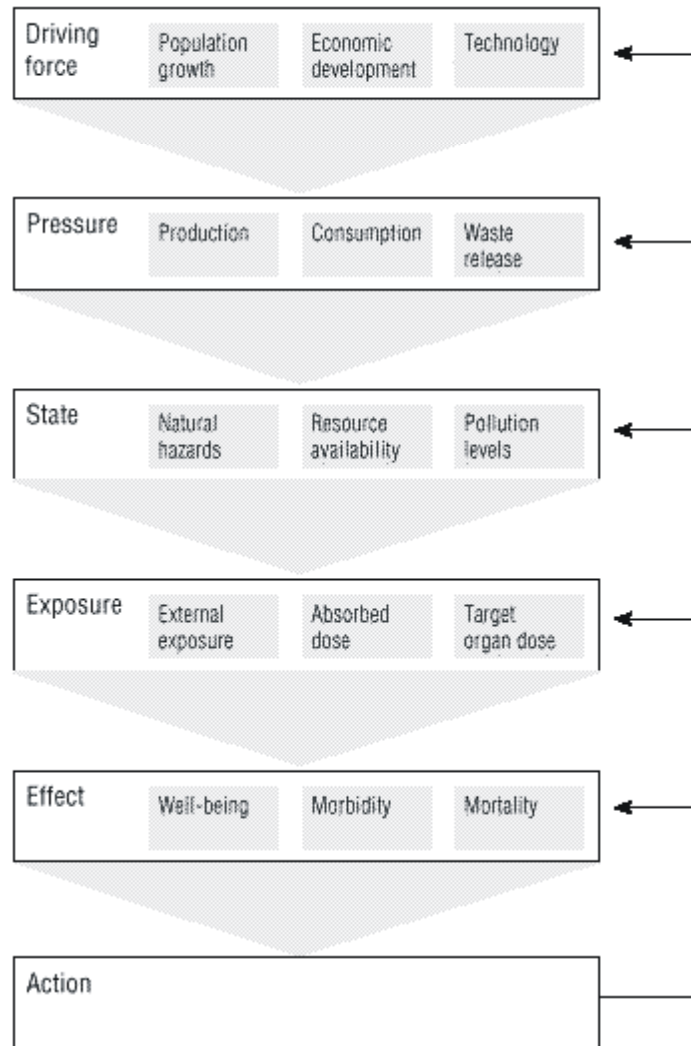 Driving
force
Population
growth
Economic
development
Technology
Pressure
Production
Consumption
Waste
release
State
Natural
hazards
Resource
availability
Pollution
levels
Exposure
External
exposure
Absorbed
dose
Target
organ dose
Effect
Well-being
Morbidity
Mortality
Action